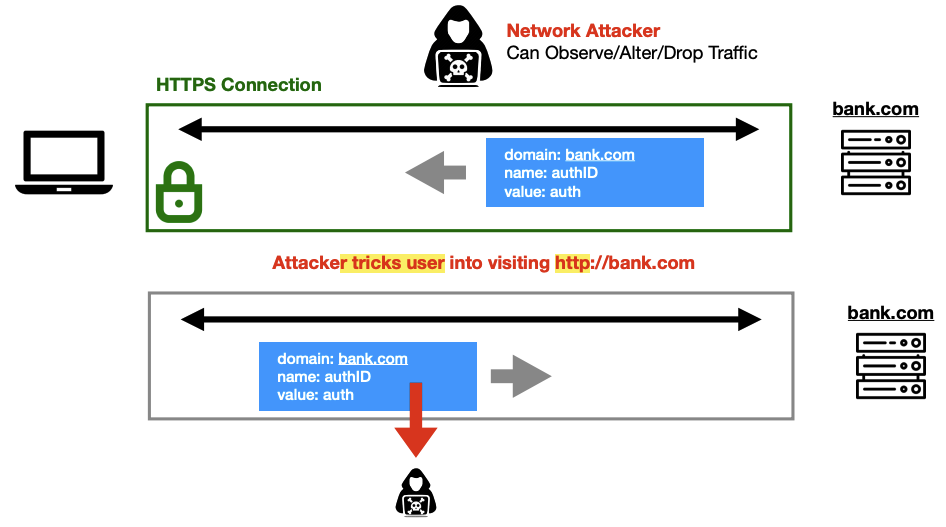 Network Attacker
Can Observe/Alter/Drop Traffic
HTTPS Connection
bank.com
domain: bank.com
name: authID
value: auth
Attacker tricks user into visiting http://bank.com
bank.com
domain: bank.com
name: authID
value: auth